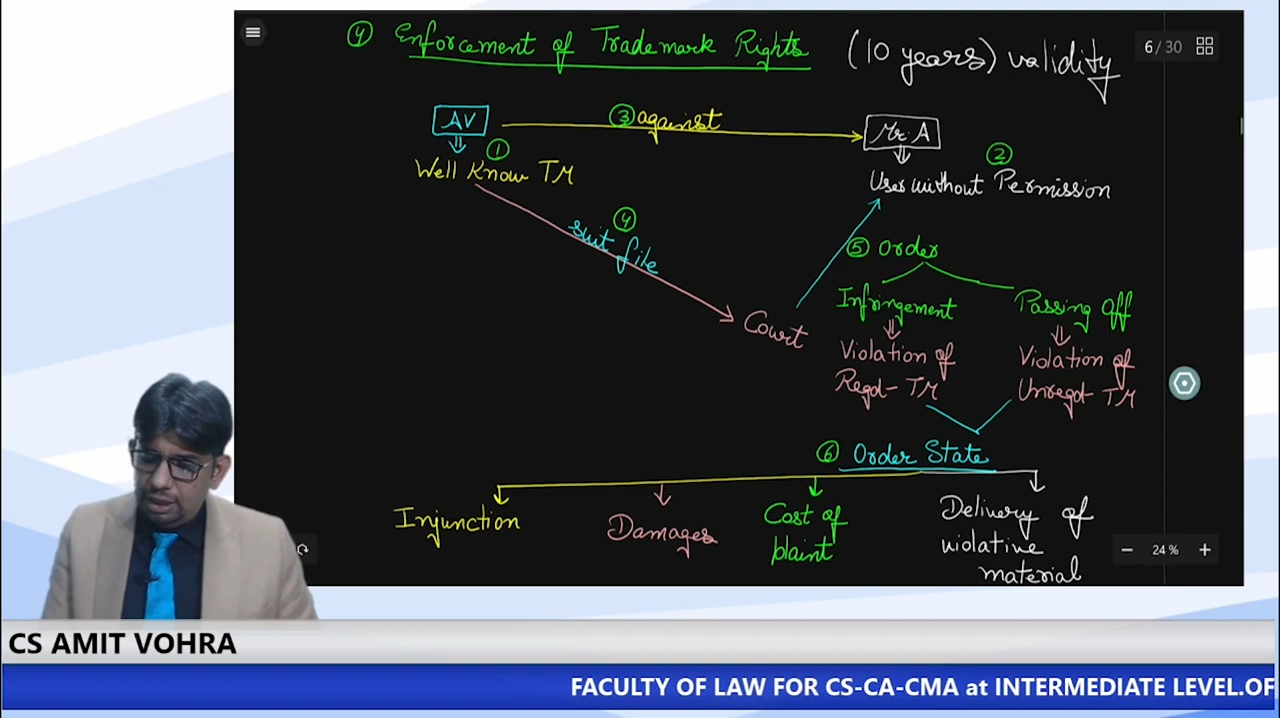 ④ Enforcement of Trademark Rights (10 years) validity
6 / 30
AV
③ against
Mr. A
①
Well Know TM
②
User without Permission
④
suit file
⑤ Order
Court
Infringement
Passing Off
Violation of
Regd- TM
Violation of
Unregd- TM
⑥ Order State
Injunction
Damages
Cost of
plaint
Delivery of
violative
material
− 24 % +
CS AMIT VOHRA
FACULTY OF LAW FOR CS-CA-CMA at INTERMEDIATE LEVEL.OF